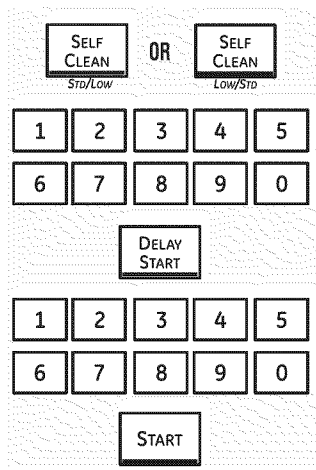 SELF CLEAN OR SELF CLEAN
STD/LOW LOW/STD
1 2 3 4 5
6 7 8 9 0
DELAY START
1 2 3 4 5
6 7 8 9 0
START